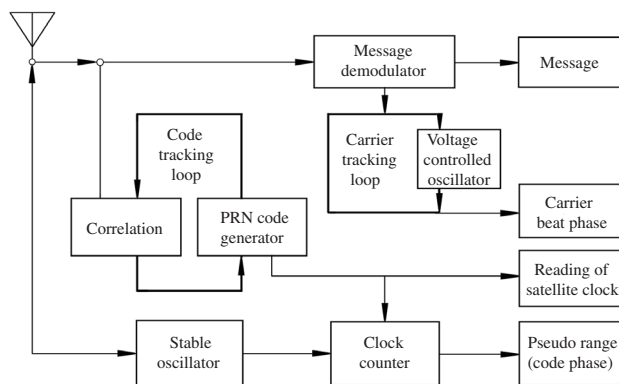 Message
demodulator
Message
Code
tracking
loop
Carrier
tracking
loop
Voltage
controlled
oscillator
Correlation
PRN code
generator
Carrier
beat phase
Reading of
satellite clock
Stable
oscillator
Clock
counter
Pseudo range
(code phase)